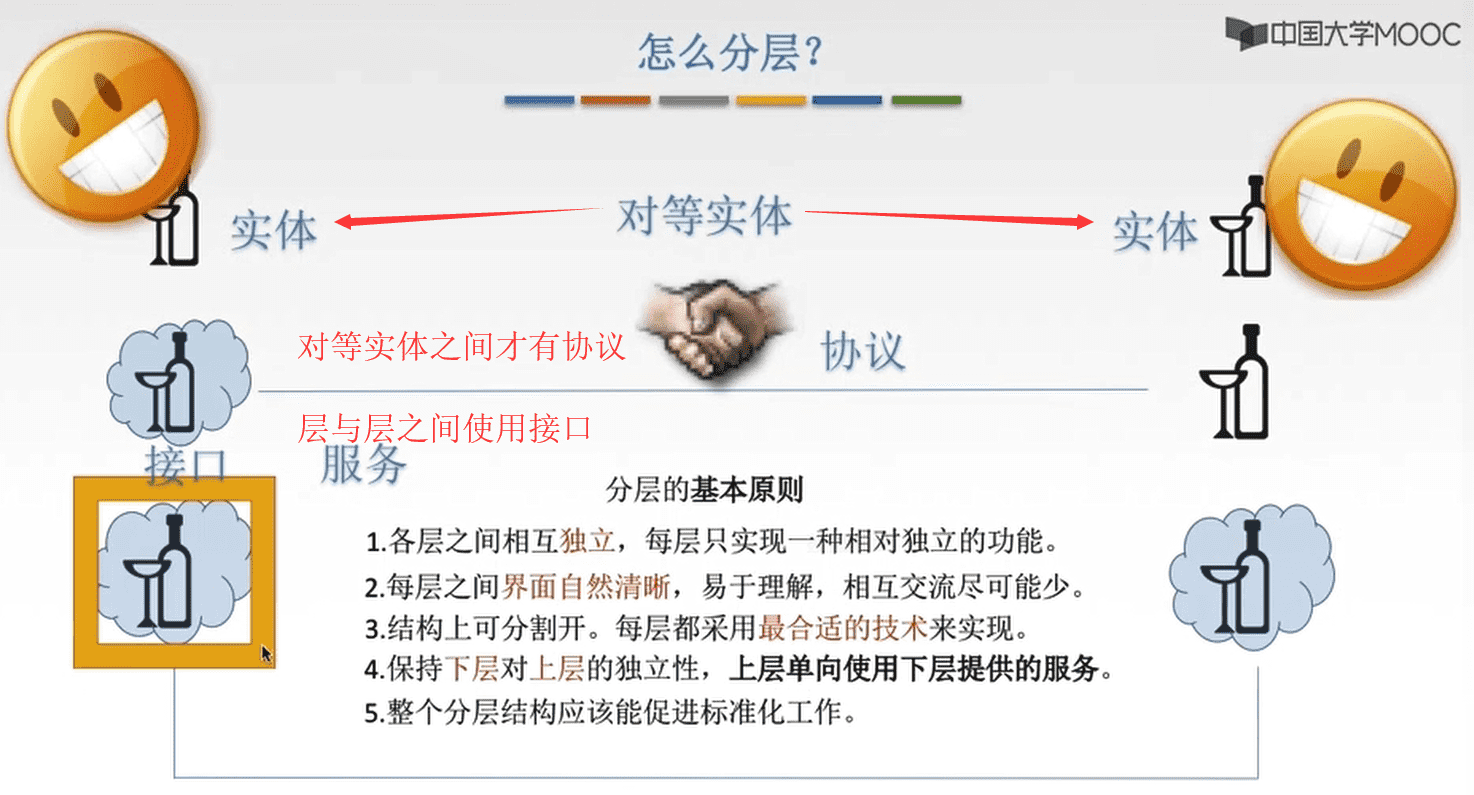 中国大学MOOC
怎么分层?
实体
对等实体
实体
对等实体之间才有协议
协议
层与层之间使用接口
接口
服务
分层的基本原则
1.各层之间相互独立，每层只实现一种相对独立的功能。
2.每层之间界面自然清晰，易于理解，相互交流尽可能少。
3.结构上可分割开。每层都采用最合适的技术来实现。
4.保持下层对上层的独立性，上层单向使用下层提供的服务。
5.整个分层结构应该能促进标准化工作。